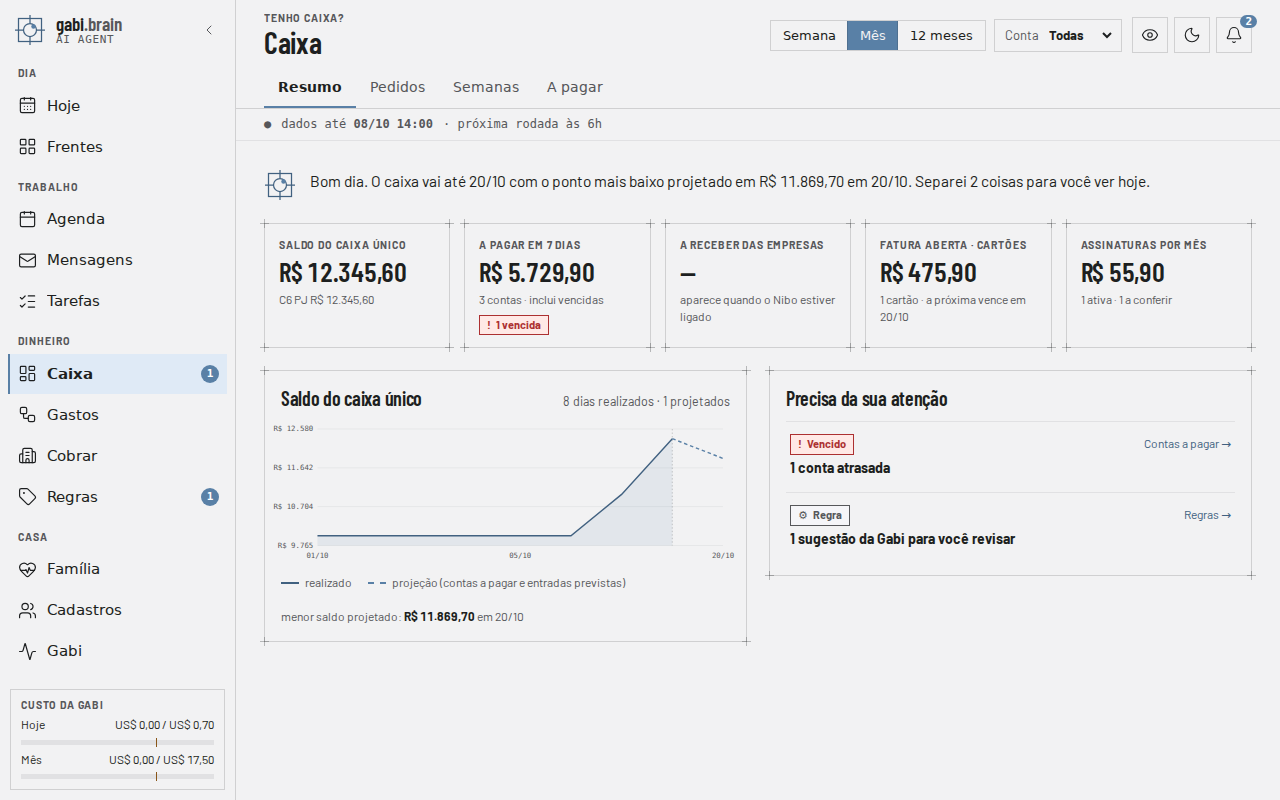 gabi.brain
AI AGENT
DIA
Hoje
Frentes
TRABALHO
Agenda
Mensagens
Tarefas
DINHEIRO
Caixa 1
Gastos
Cobrar
Regras 1
CASA
Família
Cadastros
Gabi
CUSTO DA GABI
Hoje US$ 0,00 / US$ 0,70
Mês US$ 0,00 / US$ 17,50
TENHO CAIXA?
Caixa
Semana Mês 12 meses Conta Todas 2
Resumo Pedidos Semanas A pagar
● dados até 08/10 14:00 · próxima rodada às 6h
Bom dia. O caixa vai até 20/10 com o ponto mais baixo projetado em R$ 11.869,70 em 20/10. Separei 2 coisas para você ver hoje.
SALDO DO CAIXA ÚNICO
R$ 12.345,60
C6 PJ R$ 12.345,60
A PAGAR EM 7 DIAS
R$ 5.729,90
3 contas · inclui vencidas
! 1 vencida
A RECEBER DAS EMPRESAS
—
aparece quando o Nibo estiver
ligado
FATURA ABERTA · CARTÕES
R$ 475,90
1 cartão · a próxima vence em
20/10
ASSINATURAS POR MÊS
R$ 55,90
1 ativa · 1 a conferir
Saldo do caixa único 8 dias realizados · 1 projetados
R$ 12.580
R$ 11.642
R$ 10.704
R$ 9.765
01/10 05/10 20/10
realizado projeção (contas a pagar e entradas previstas)
menor saldo projetado: R$ 11.869,70 em 20/10
Precisa da sua atenção
! Vencido Contas a pagar →
1 conta atrasada
⚙ Regra Regras →
1 sugestão da Gabi para você revisar